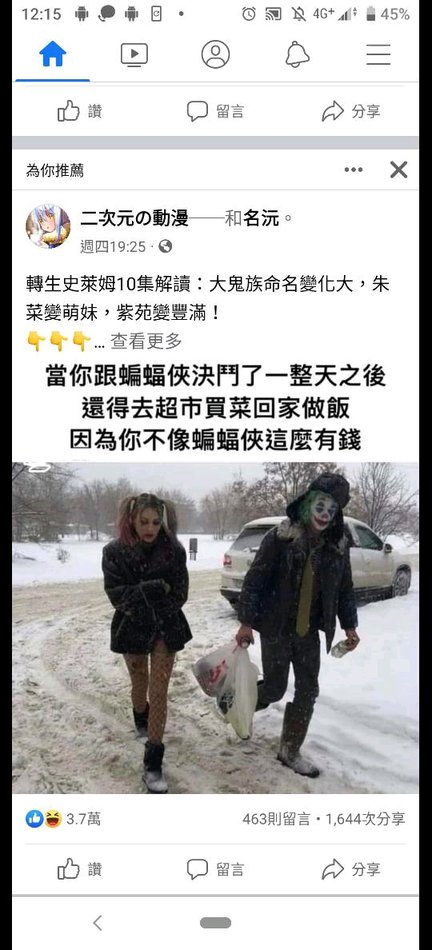 12:15
4G+
45%
讚 留言 分享
為你推薦
二次元の動漫——和名沅。
週四19:25 ·
轉生史萊姆10集解讀：大鬼族命名變化大，朱
菜變萌妹，紫苑變豐滿！
👇👇👇... 查看更多
當你跟蝙蝠俠決鬥了一整天之後
還得去超市買菜回家做飯
因為你不像蝙蝠俠這麼有錢
3.7萬
463則留言 • 1,644次分享
讚 留言 分享